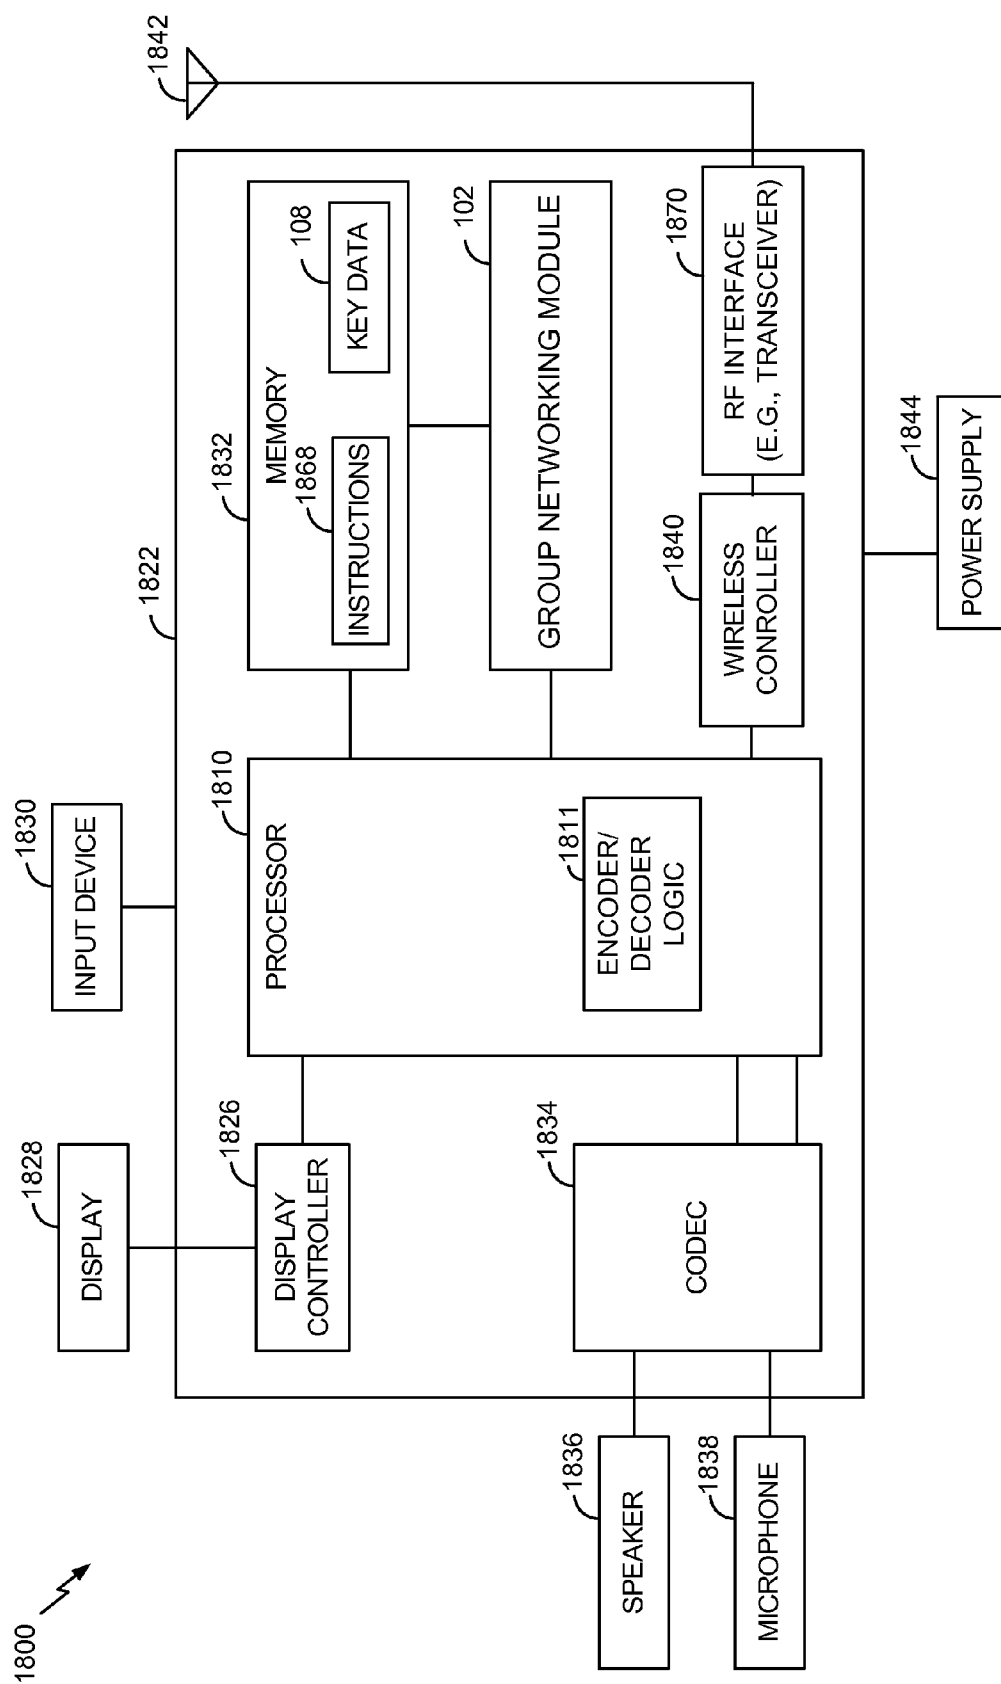 1800
DISPLAY
1828
INPUT DEVICE
1830
1842
1822
DISPLAY
CONTROLLER
1826
PROCESSOR
1810
ENCODER/
DECODER
LOGIC
1811
MEMORY
1832
INSTRUCTIONS
1868
KEY DATA
108
GROUP NETWORKING MODULE
102
CODEC
1834
WIRELESS
CONROLLER
1840
RF INTERFACE
(E.G., TRANSCEIVER)
1870
SPEAKER
1836
MICROPHONE
1838
POWER SUPPLY
1844